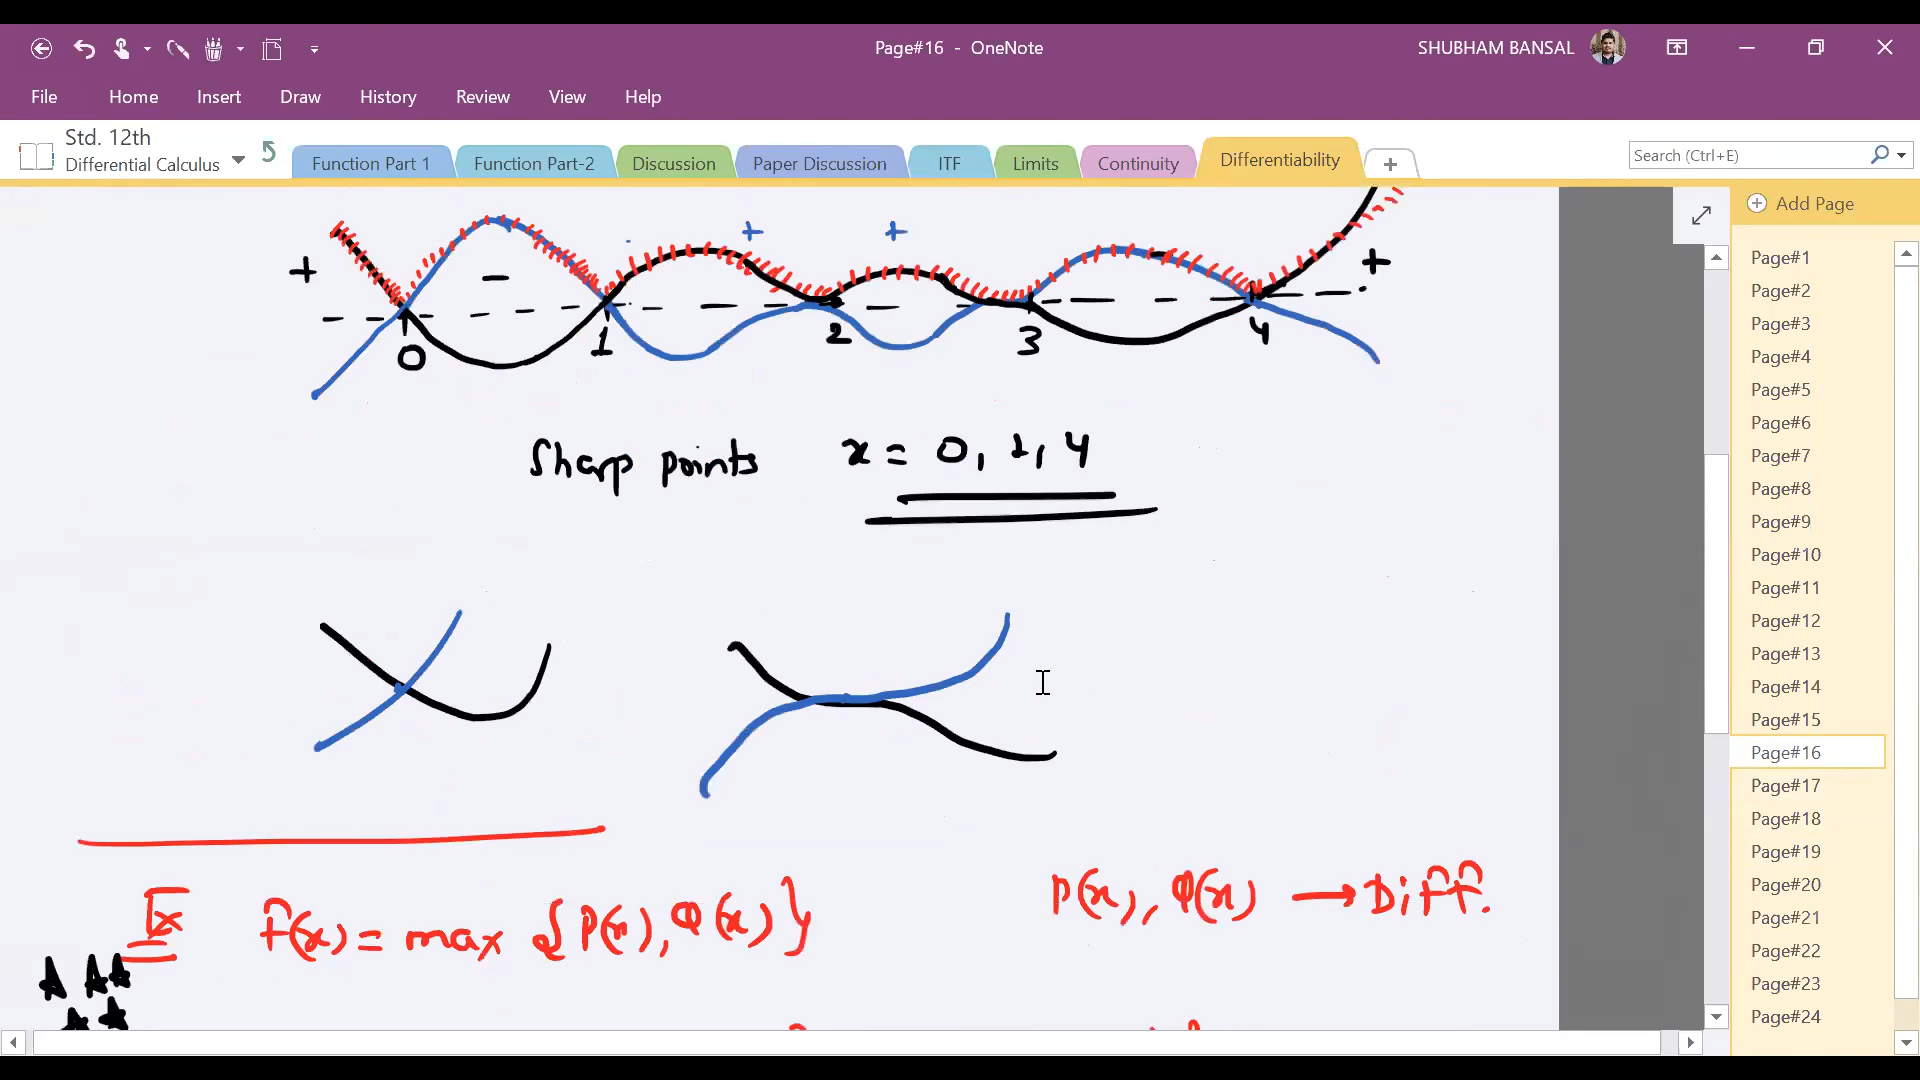 Page#16 - OneNote
SHUBHAM BANSAL
File Home Insert Draw History Review View Help
Std. 12th
Differential Calculus
Function Part 1
Function Part-2
Discussion
Paper Discussion
ITF
Limits
Continuity
Differentiability
Search (Ctrl+E)
Add Page
Page#1
Page#2
Page#3
Page#4
Page#5
Page#6
Page#7
Page#8
Page#9
Page#10
Page#11
Page#12
Page#13
Page#14
Page#15
Page#16
Page#17
Page#18
Page#19
Page#20
Page#21
Page#22
Page#23
Page#24
+ - + + +
0 1 2 3 4
Sharp points x = 0, 1, 4
Ex f(x) = max {P(x), Q(x)}
P(x), Q(x) → Diff.